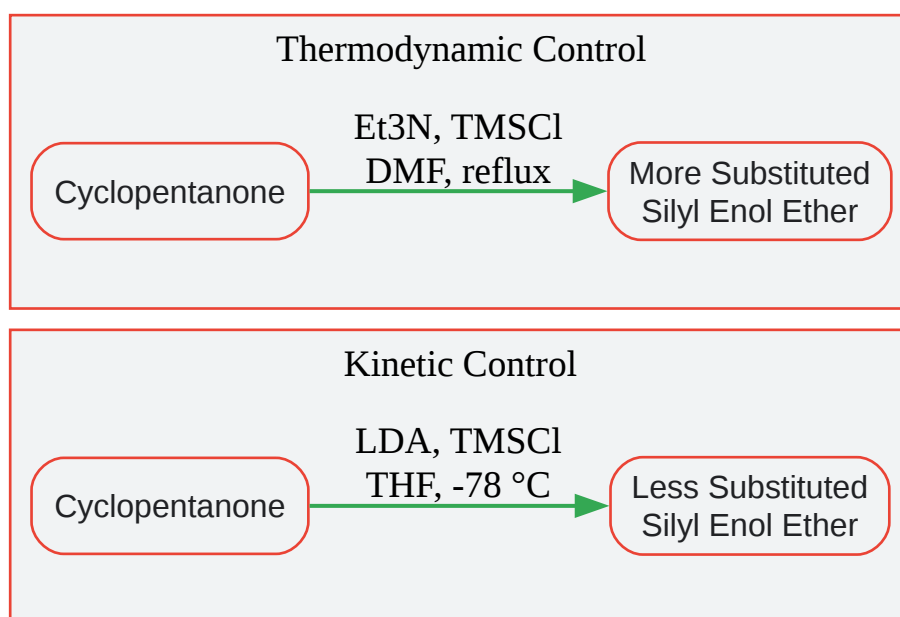 Thermodynamic Control
Et3N, TMSCl
DMF, reflux
Cyclopentanone
More Substituted
Silyl Enol Ether
Kinetic Control
LDA, TMSCl
THF, -78 °C
Cyclopentanone
Less Substituted
Silyl Enol Ether